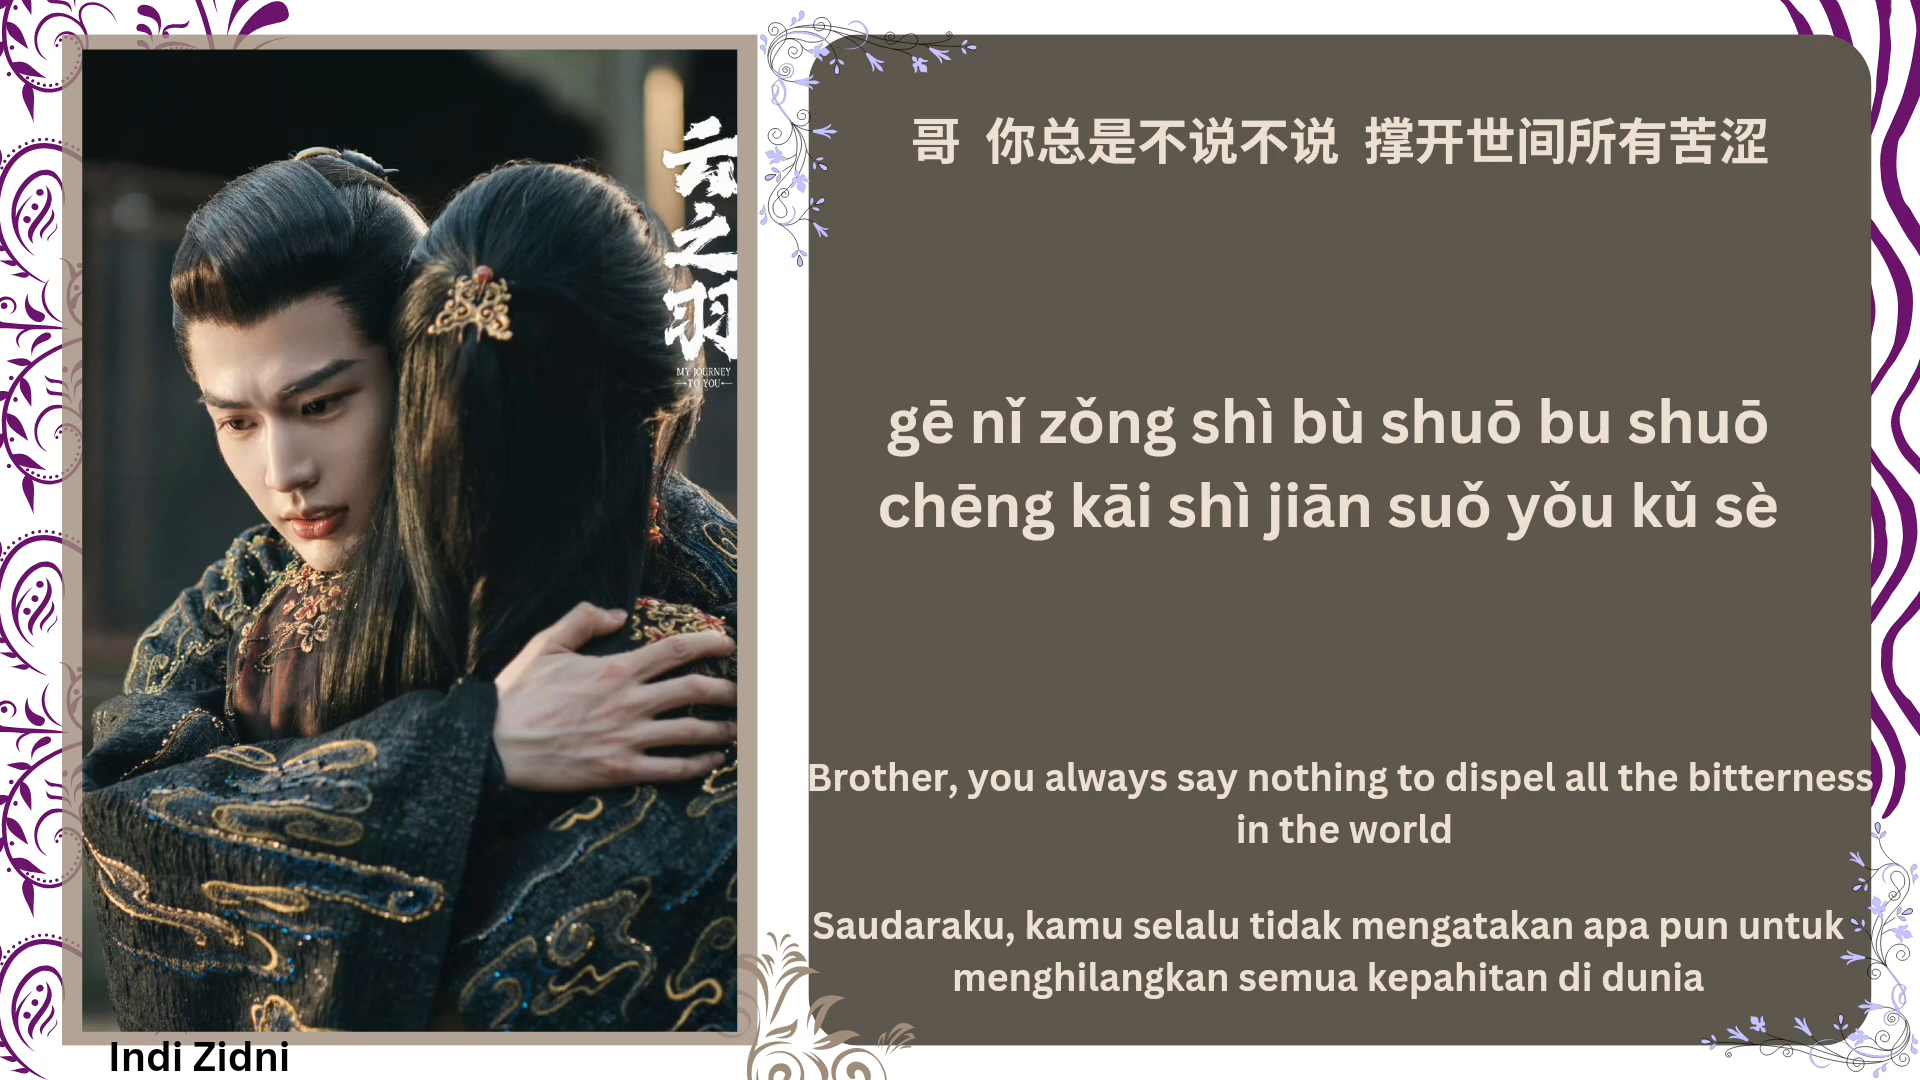 云之羽
MY JOURNEY
TO YOU
Indi Zidni
哥 你总是不说不说 撑开世间所有苦涩
gē nǐ zǒng shì bù shuō bu shuō
chēng kāi shì jiān suǒ yǒu kǔ sè
Brother, you always say nothing to dispel all the bitterness
in the world
Saudaraku, kamu selalu tidak mengatakan apa pun untuk
menghilangkan semua kepahitan di dunia